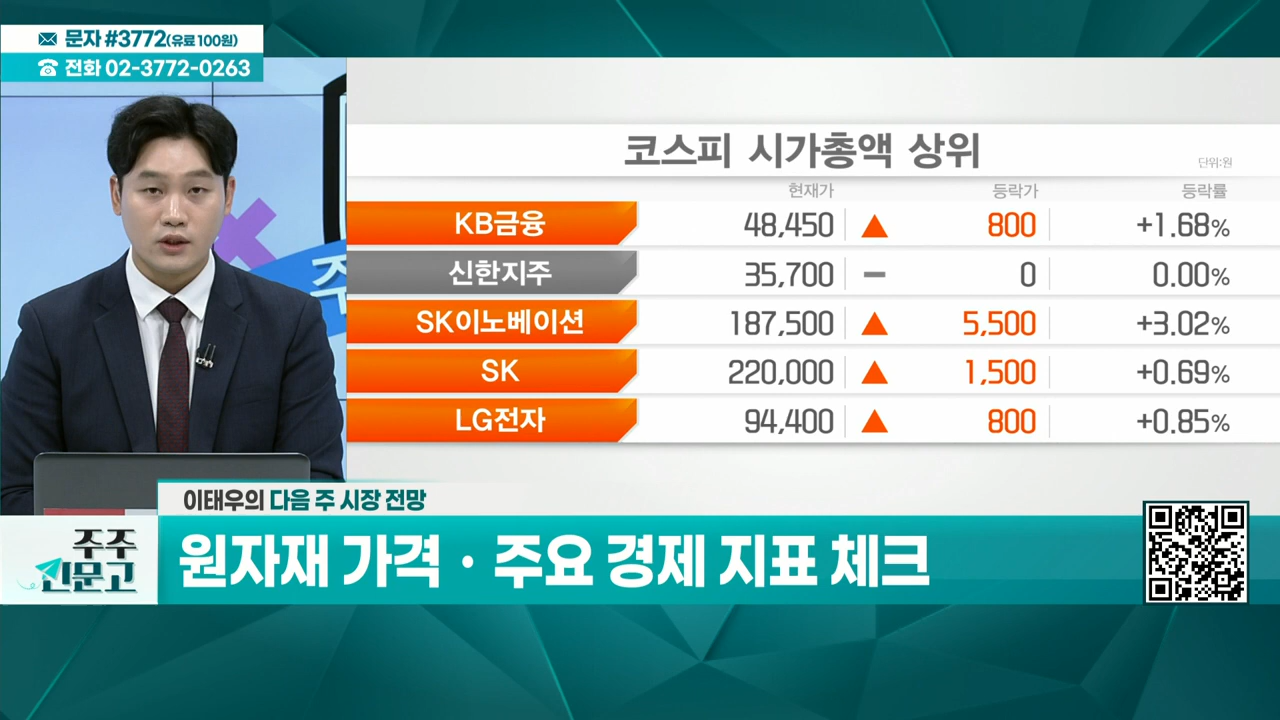 문자 #3772(유료 100원)
전화 02-3772-0263
주
코스피 시가총액 상위
단위:원
현재가 등락가 등락률
KB금융 48,450 ▲ 800 +1.68%
신한지주 35,700 - 0 0.00%
SK이노베이션 187,500 ▲ 5,500 +3.02%
SK 220,000 ▲ 1,500 +0.69%
LG전자 94,400 ▲ 800 +0.85%
이태우의 다음 주 시장 전망
주주
신문고
원자재 가격 · 주요 경제 지표 체크